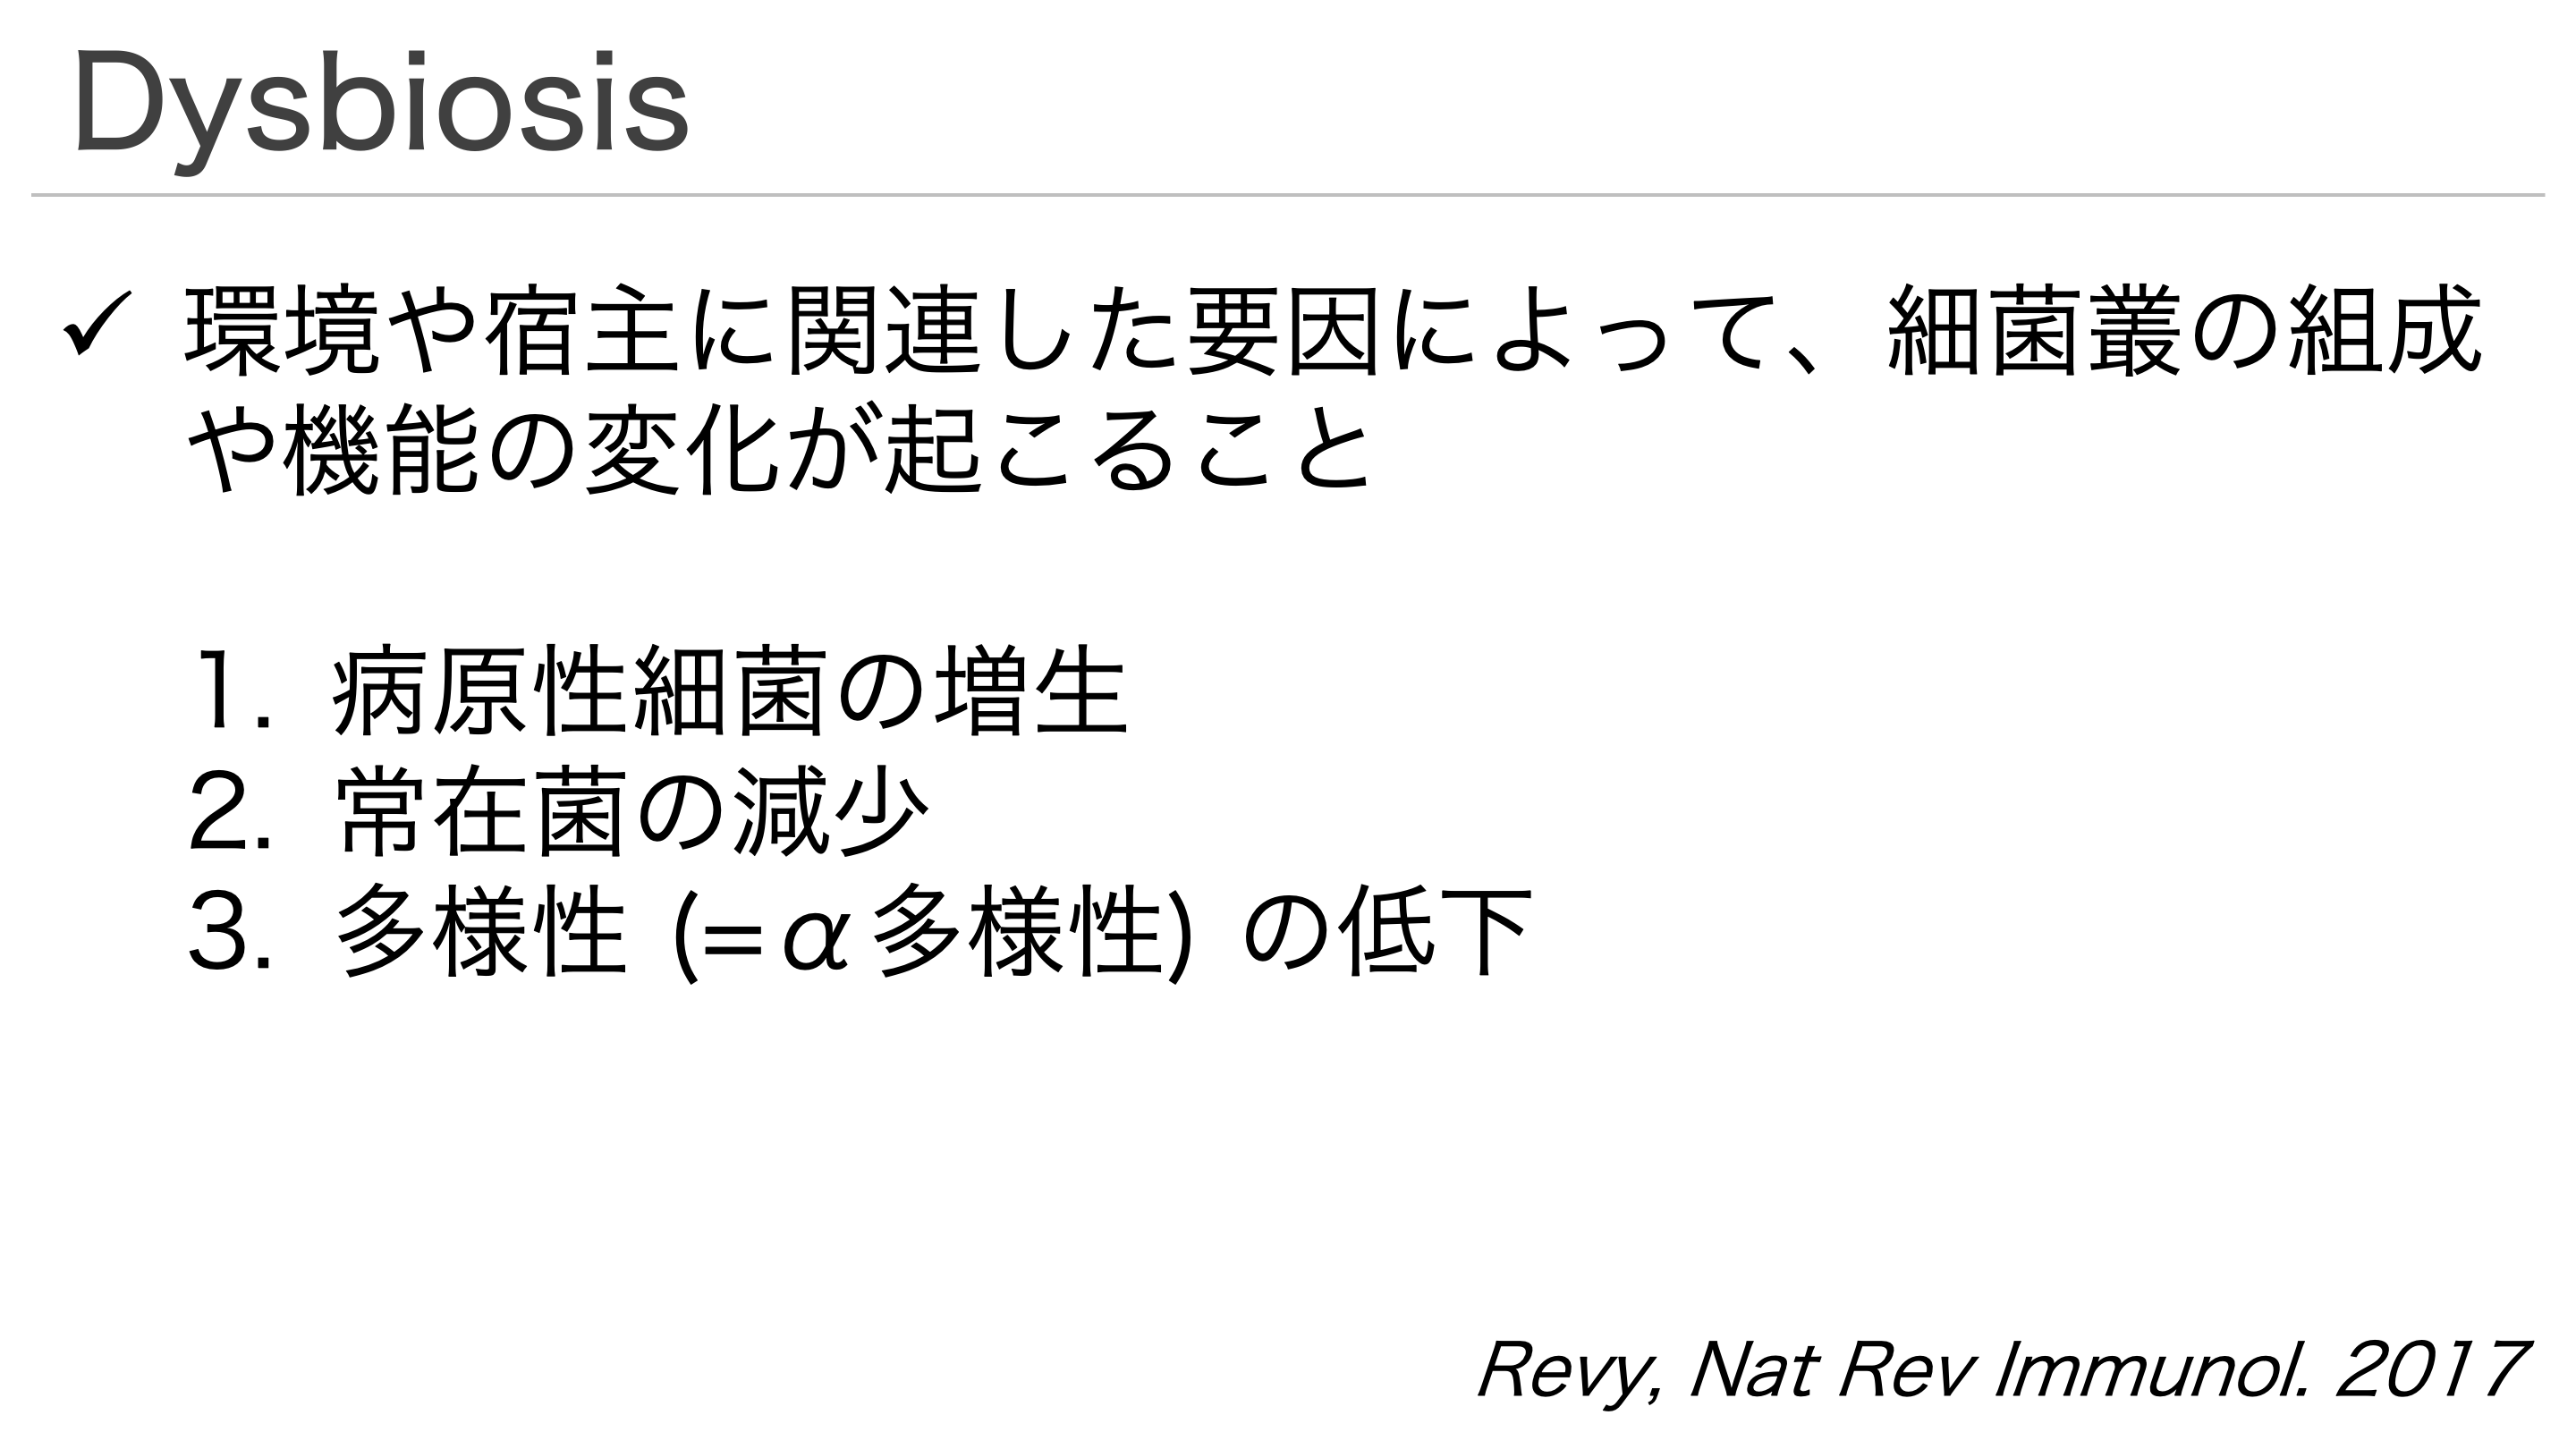 Dysbiosis
✓ 環境や宿主に関連した要因によって、細菌叢の組成
や機能の変化が起こること
1. 病原性細菌の増生
2. 常在菌の減少
3. 多様性 (=α多様性) の低下
Revy, Nat Rev Immunol. 2017